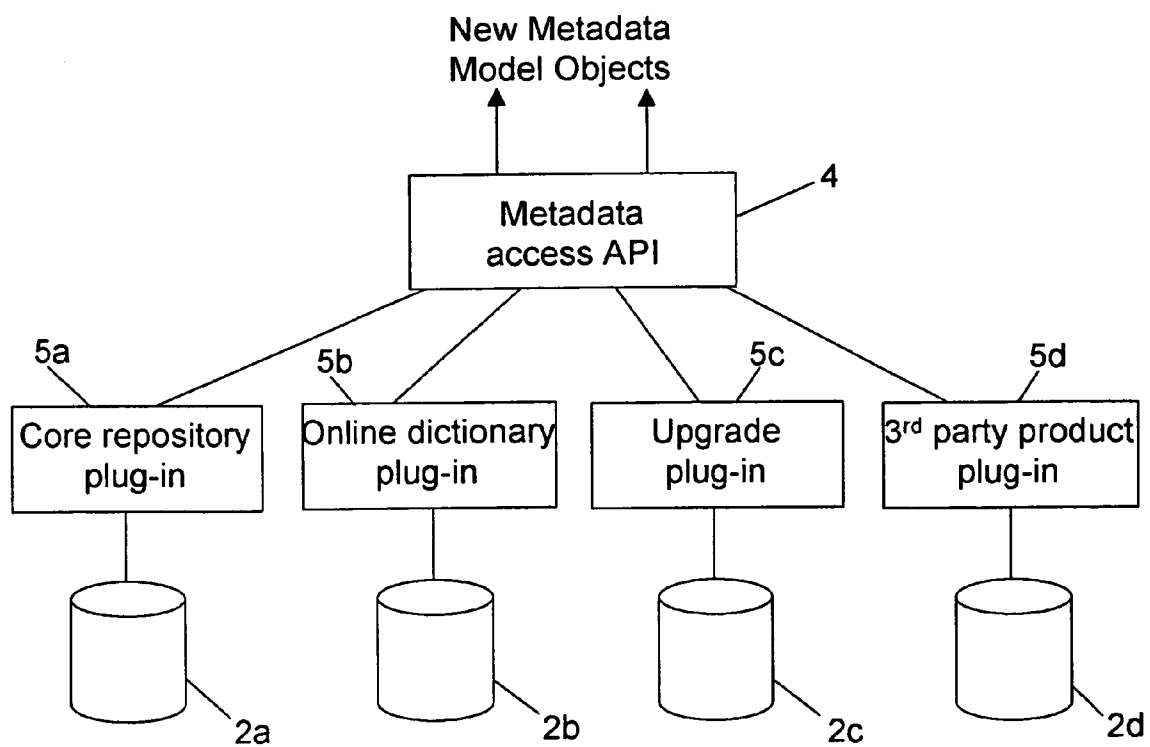 New Metadata
Model Objects
4
Metadata
access API
5a
5b
5c
5d
Core repository
plug-in
Online dictionary
plug-in
Upgrade
plug-in
3rd party product
plug-in
2a
2b
2c
2d